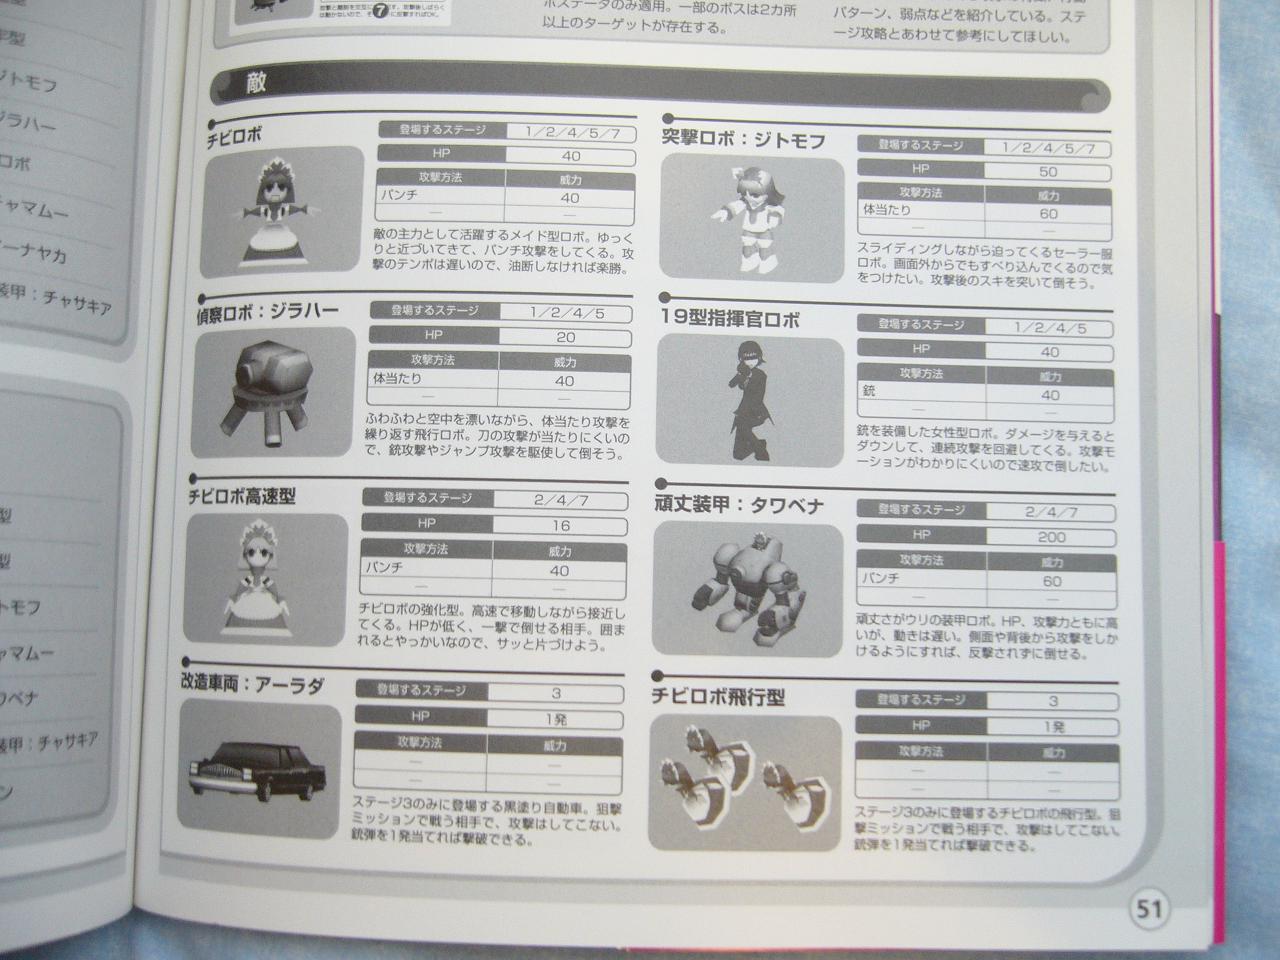 ジトモフ
ジラハー
ロボ
ャマムー
ーナヤカ
装甲：チャサキア
型
型
トモフ
ャマムー
ワベナ
装甲：チャサキア
ン
7
ボスデータのみ適用。一部のボスは2カ所
以上のターゲットが存在する。
パターン、弱点などを紹介している。ステ
ージ攻略とあわせて参考にしてほしい。
敵
チビロボ
登場するステージ 1／2／4／5／7
HP 40
攻撃方法 威力
パンチ 40
— —
敵の主力として活躍するメイド型ロボ。ゆっく
りと近づいてきて、パンチ攻撃をしてくる。攻
撃のテンポは遅いので、油断しなければ楽勝。
突撃ロボ：ジトモフ
登場するステージ 1／2／4／5／7
HP 50
攻撃方法 威力
体当たり 60
— —
スライディングしながら迫ってくるセーラー服
ロボ。画面外からでもすべり込んでくるので気
をつけたい。攻撃後のスキを突いて倒そう。
偵察ロボ：ジラハー
登場するステージ 1／2／4／5
HP 20
攻撃方法 威力
体当たり 40
— —
ふわふわと空中を漂いながら、体当たり攻撃を
繰り返す飛行ロボ。刀の攻撃が当たりにくいの
で、銃攻撃やジャンプ攻撃を駆使して倒そう。
19型指揮官ロボ
登場するステージ 1／2／4／5
HP 40
攻撃方法 威力
銃 40
— —
銃を装備した女性型ロボ。ダメージを与えると
ダウンして、連続攻撃を回避してくる。攻撃モ
ーションがわかりにくいので速攻で倒したい。
チビロボ高速型
登場するステージ 2／4／7
HP 16
攻撃方法 威力
パンチ 40
— —
チビロボの強化型。高速で移動しながら接近し
てくる。HPが低く、一撃で倒せる相手。囲ま
れるとやっかいなので、サッと片づけよう。
頑丈装甲：タワベナ
登場するステージ 2／4／7
HP 200
攻撃方法 威力
パンチ 60
— —
頑丈さがウリの装甲ロボ。HP、攻撃力ともに高
いが、動きは遅い。側面や背後から攻撃をしか
けるようにすれば、反撃されずに倒せる。
改造車両：アーラダ
登場するステージ 3
HP 1発
攻撃方法 威力
— —
— —
ステージ3のみに登場する黒塗り自動車。狙撃
ミッションで戦う相手で、攻撃はしてこない。
銃弾を1発当てれば撃破できる。
チビロボ飛行型
登場するステージ 3
HP 1発
攻撃方法 威力
— —
— —
ステージ3のみに登場するチビロボの飛行型。狙
撃ミッションで戦う相手で、攻撃はしてこない。
銃弾を1発当てれば撃破できる。
51